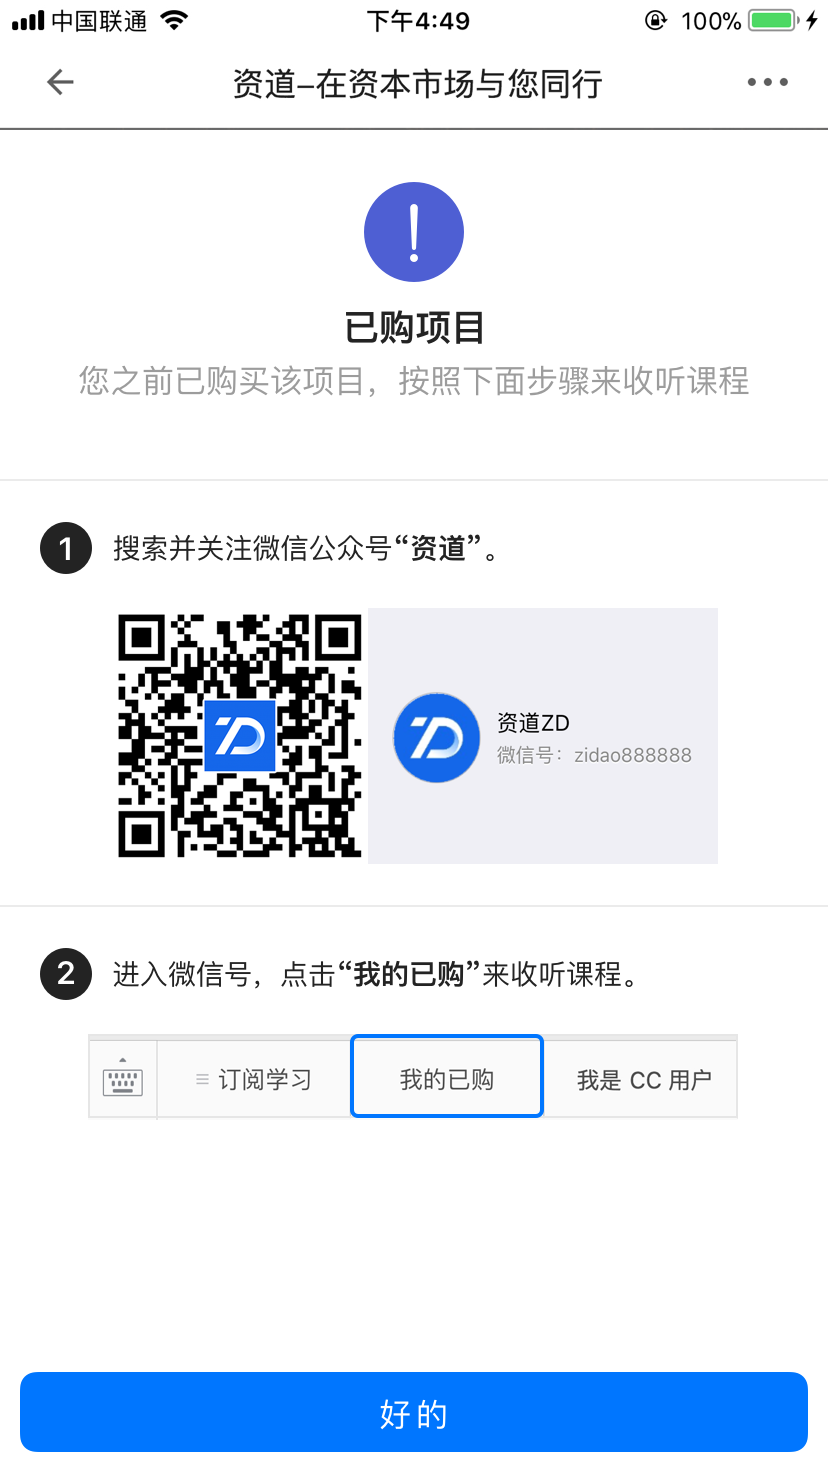 中国联通 下午4:49 100%
资道–在资本市场与您同行
!
已购项目
您之前已购买该项目，按照下面步骤来收听课程
1 搜索并关注微信公众号“资道”。
资道ZD
微信号：zidao888888
2 进入微信号，点击“我的已购”来收听课程。
订阅学习 我的已购 我是 CC 用户
好的